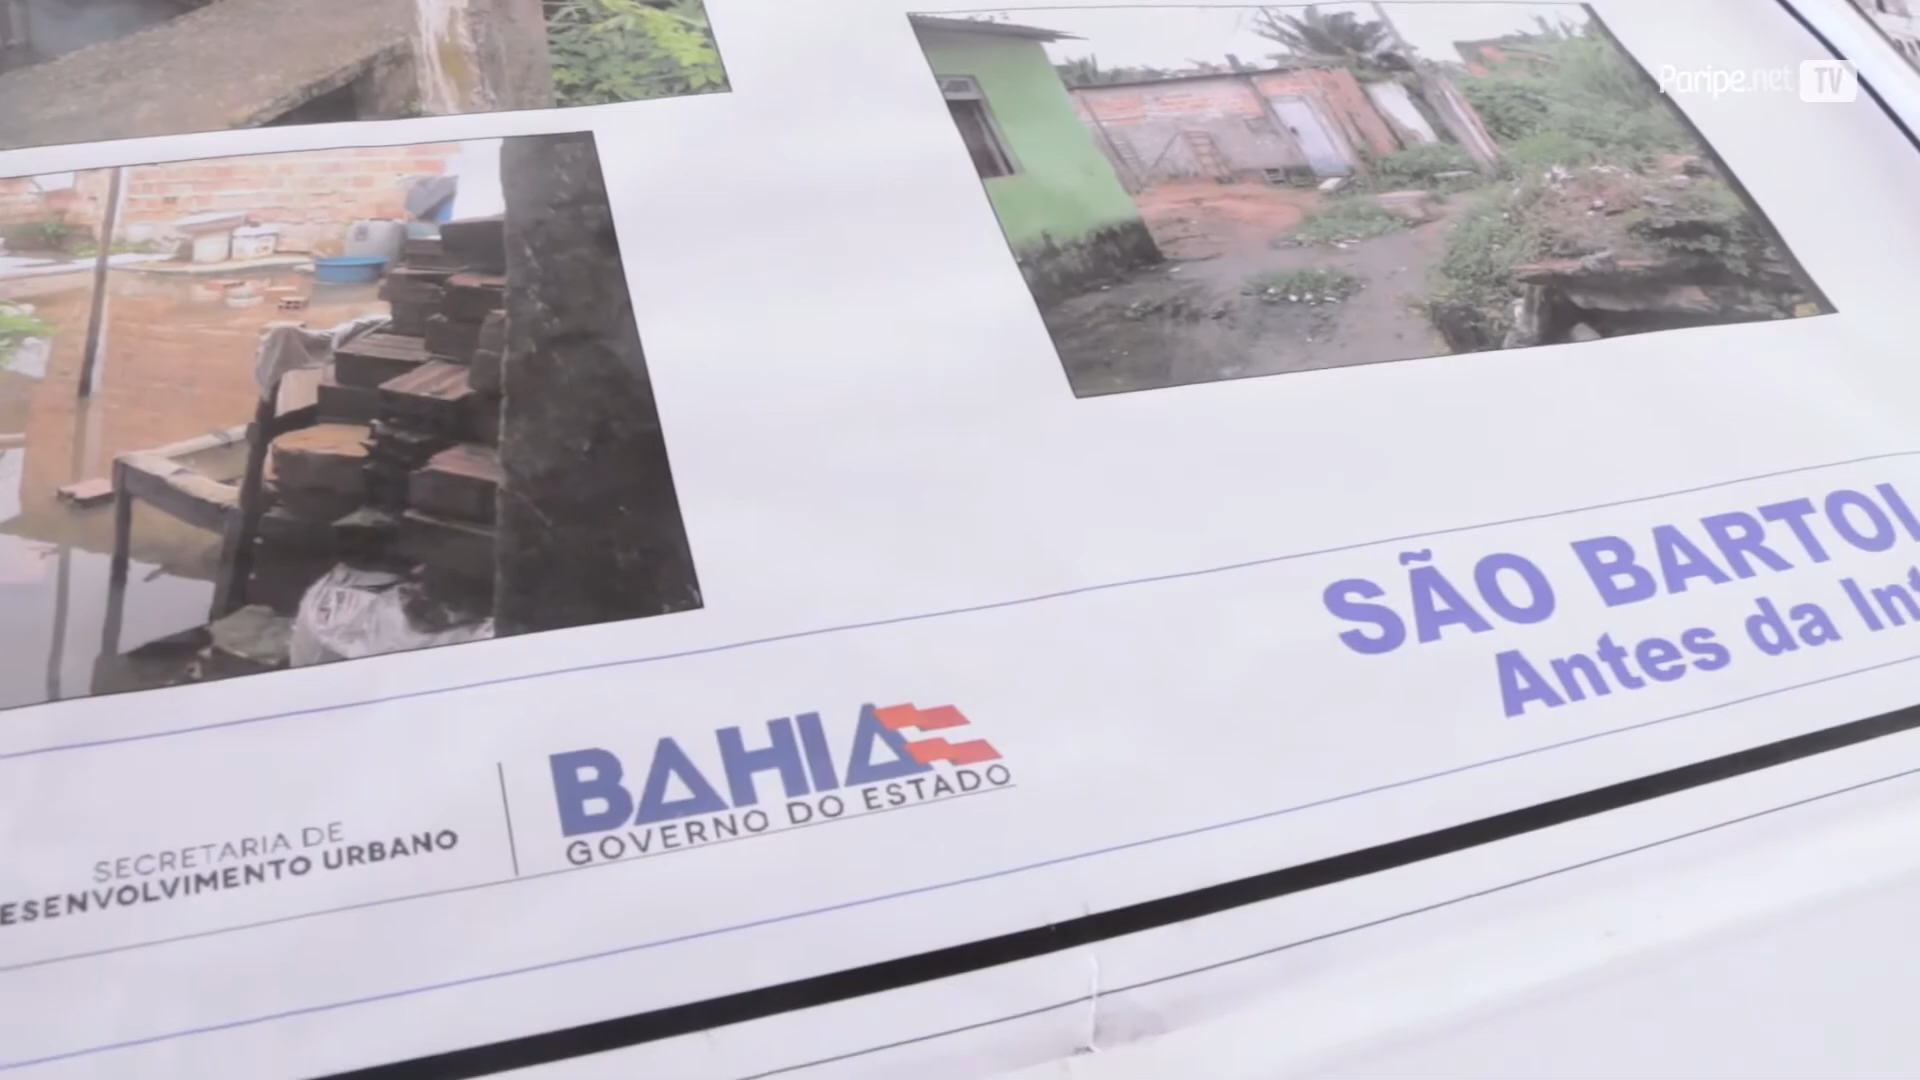 Paripe.net TV
SÃO BARTOL
Antes da Int
SECRETARIA DE
ESENVOLVIMENTO URBANO
BAHIA
GOVERNO DO ESTADO